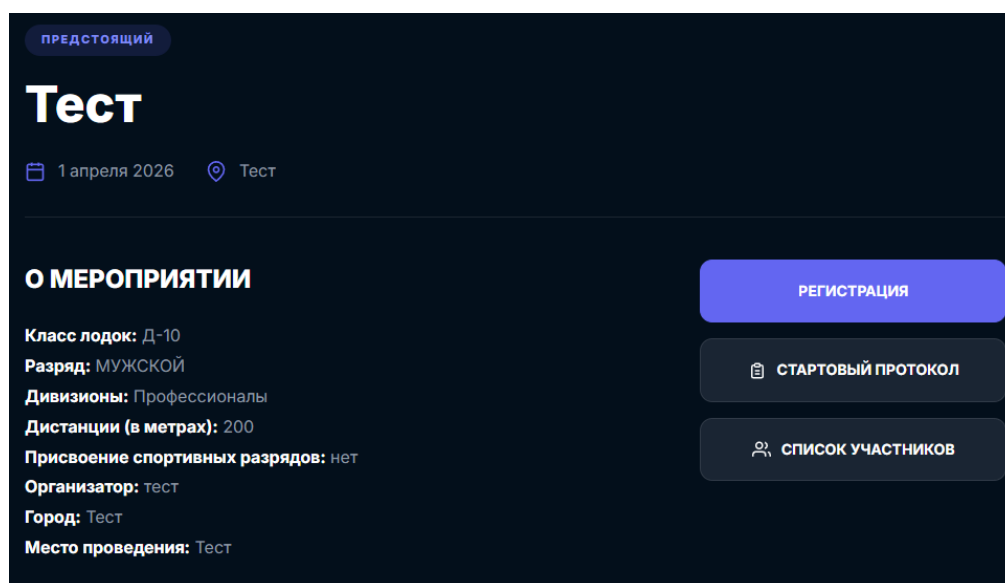 ПРЕДСТОЯЩИЙ
Тест
1 апреля 2026 Тест
О МЕРОПРИЯТИИ
Класс лодок: Д-10
Разряд: МУЖСКОЙ
Дивизионы: Профессионалы
Дистанции (в метрах): 200
Присвоение спортивных разрядов: нет
Организатор: тест
Город: Тест
Место проведения: Тест
РЕГИСТРАЦИЯ
СТАРТОВЫЙ ПРОТОКОЛ
СПИСОК УЧАСТНИКОВ